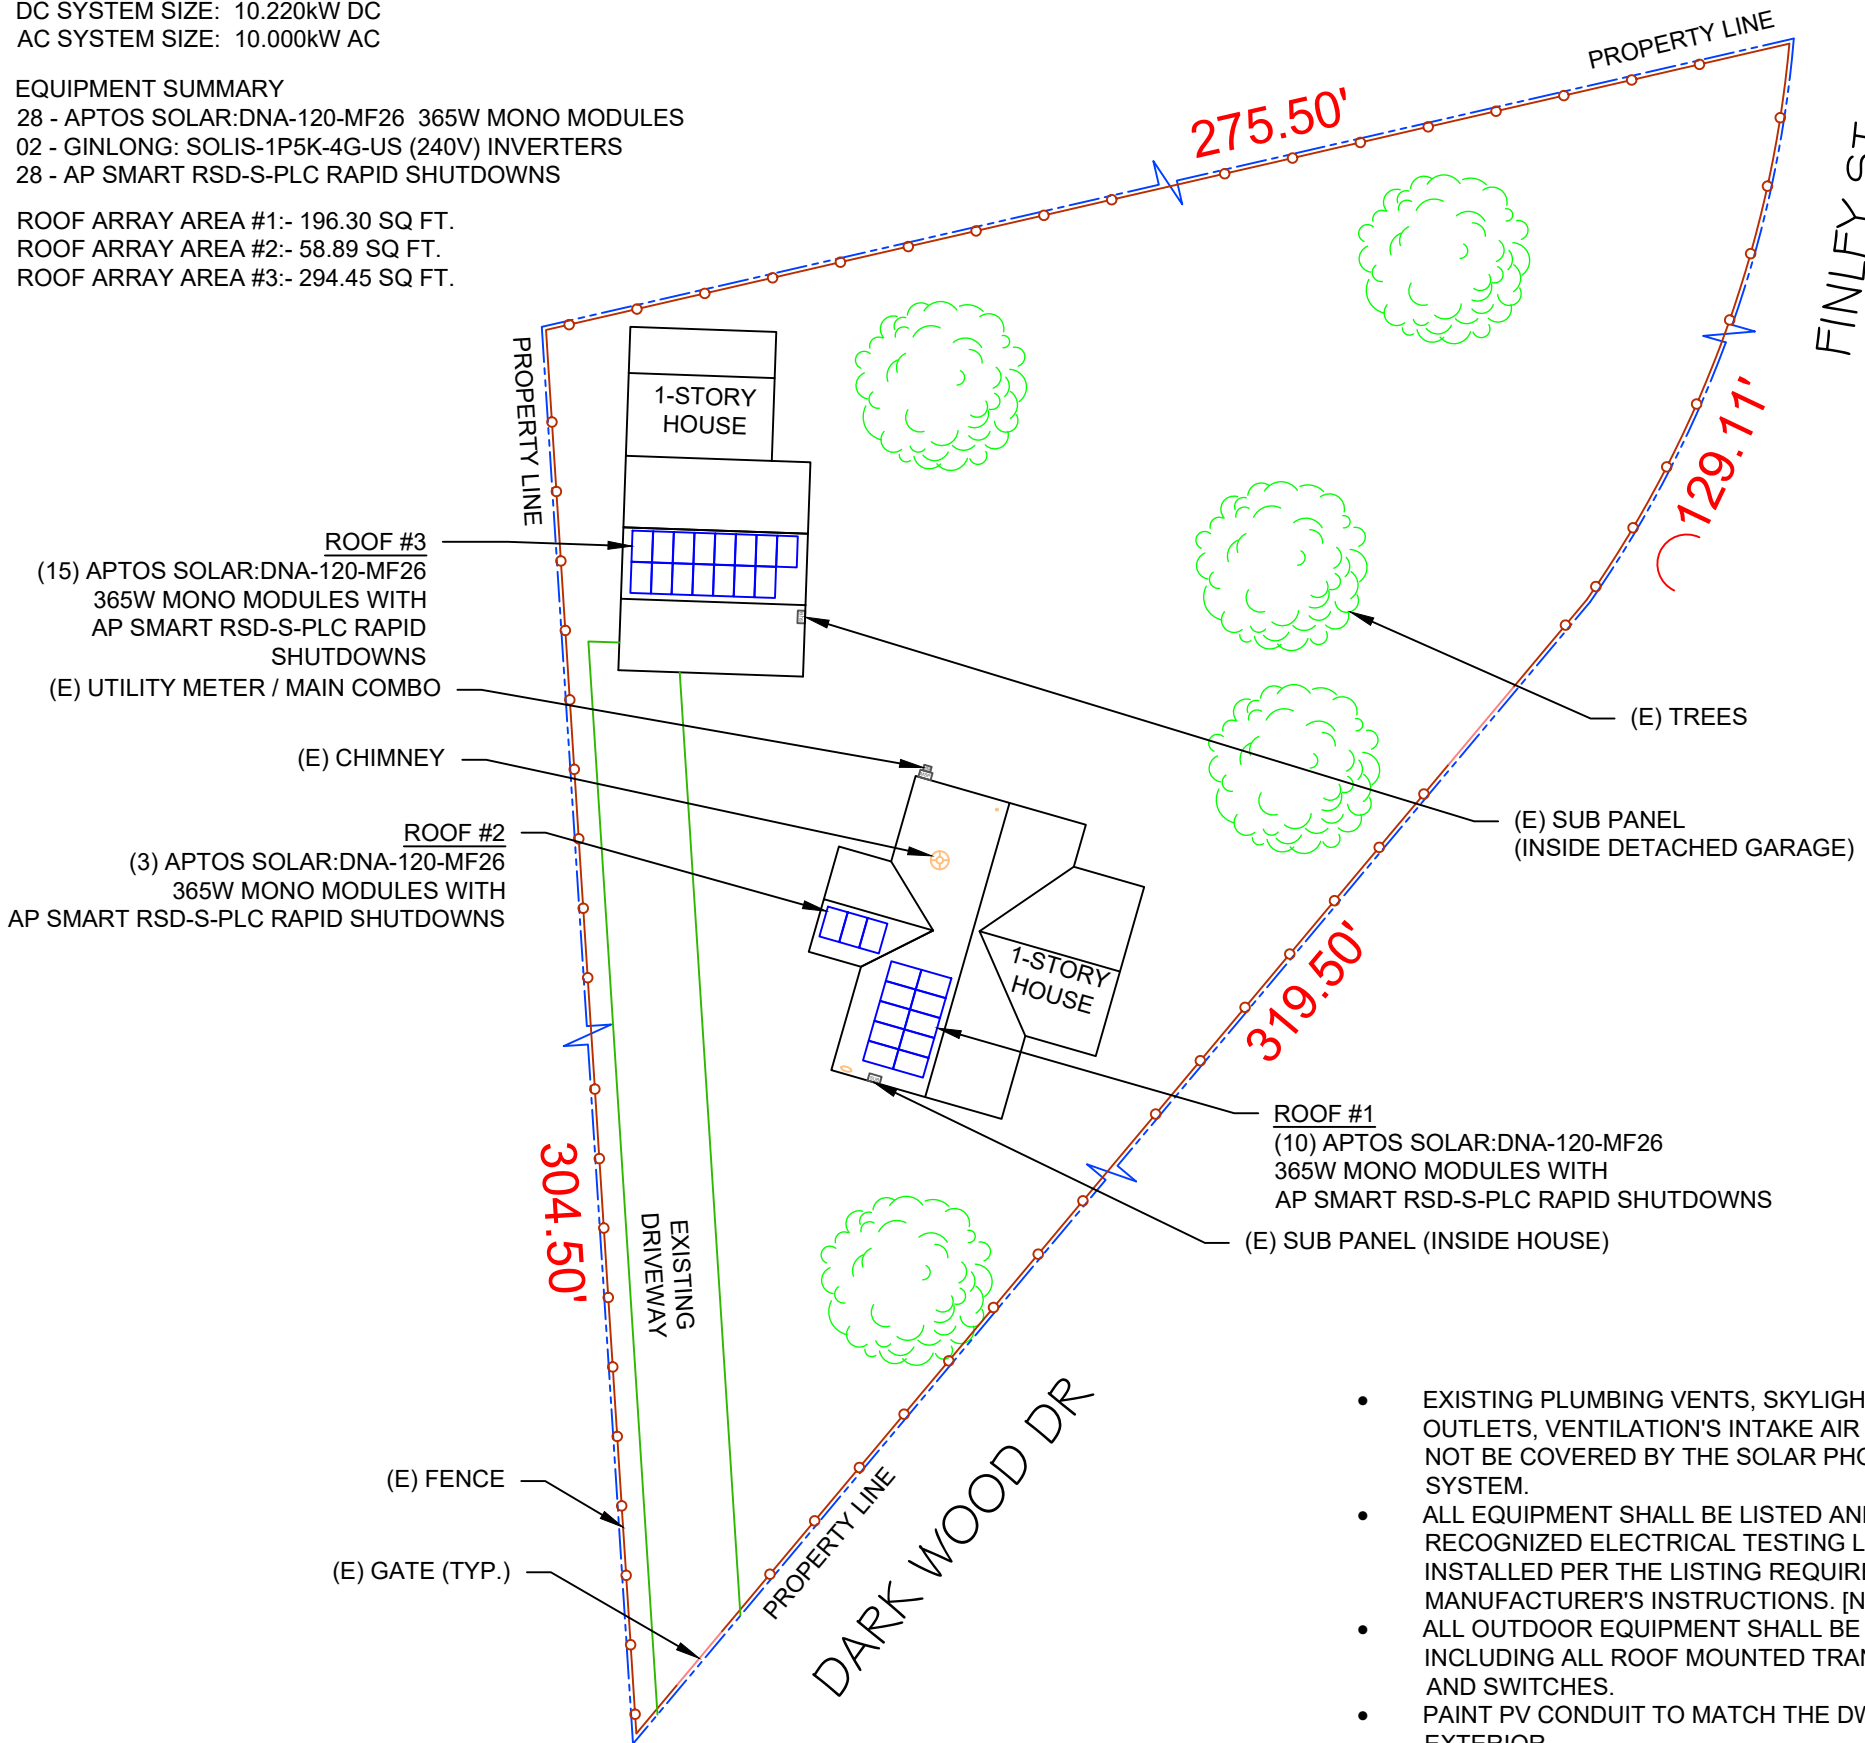 DC SYSTEM SIZE: 10.220kW DC
AC SYSTEM SIZE: 10.000kW AC
EQUIPMENT SUMMARY
28 - APTOS SOLAR:DNA-120-MF26 365W MONO MODULES
02 - GINLONG: SOLIS-1P5K-4G-US (240V) INVERTERS
28 - AP SMART RSD-S-PLC RAPID SHUTDOWNS
ROOF ARRAY AREA #1:- 196.30 SQ FT.
ROOF ARRAY AREA #2:- 58.89 SQ FT.
ROOF ARRAY AREA #3:- 294.45 SQ FT.
PROPERTY LINE
275.50'
FINLEY ST
129.11'
PROPERTY LINE
1-STORY
HOUSE
ROOF #3
(15) APTOS SOLAR:DNA-120-MF26
365W MONO MODULES WITH
AP SMART RSD-S-PLC RAPID
SHUTDOWNS
(E) UTILITY METER / MAIN COMBO
(E) CHIMNEY
ROOF #2
(3) APTOS SOLAR:DNA-120-MF26
365W MONO MODULES WITH
AP SMART RSD-S-PLC RAPID SHUTDOWNS
(E) TREES
(E) SUB PANEL
(INSIDE DETACHED GARAGE)
1-STORY
HOUSE
319.50'
ROOF #1
(10) APTOS SOLAR:DNA-120-MF26
365W MONO MODULES WITH
AP SMART RSD-S-PLC RAPID SHUTDOWNS
(E) SUB PANEL (INSIDE HOUSE)
304.50'
EXISTING
DRIVEWAY
(E) FENCE
(E) GATE (TYP.)
PROPERTY LINE
DARK WOOD DR
• EXISTING PLUMBING VENTS, SKYLIGH
OUTLETS, VENTILATION'S INTAKE AIR
NOT BE COVERED BY THE SOLAR PHO
SYSTEM.
• ALL EQUIPMENT SHALL BE LISTED AN
RECOGNIZED ELECTRICAL TESTING L
INSTALLED PER THE LISTING REQUIRE
MANUFACTURER'S INSTRUCTIONS. [N
• ALL OUTDOOR EQUIPMENT SHALL BE
INCLUDING ALL ROOF MOUNTED TRAN
AND SWITCHES.
• PAINT PV CONDUIT TO MATCH THE DW
EXTERIOR